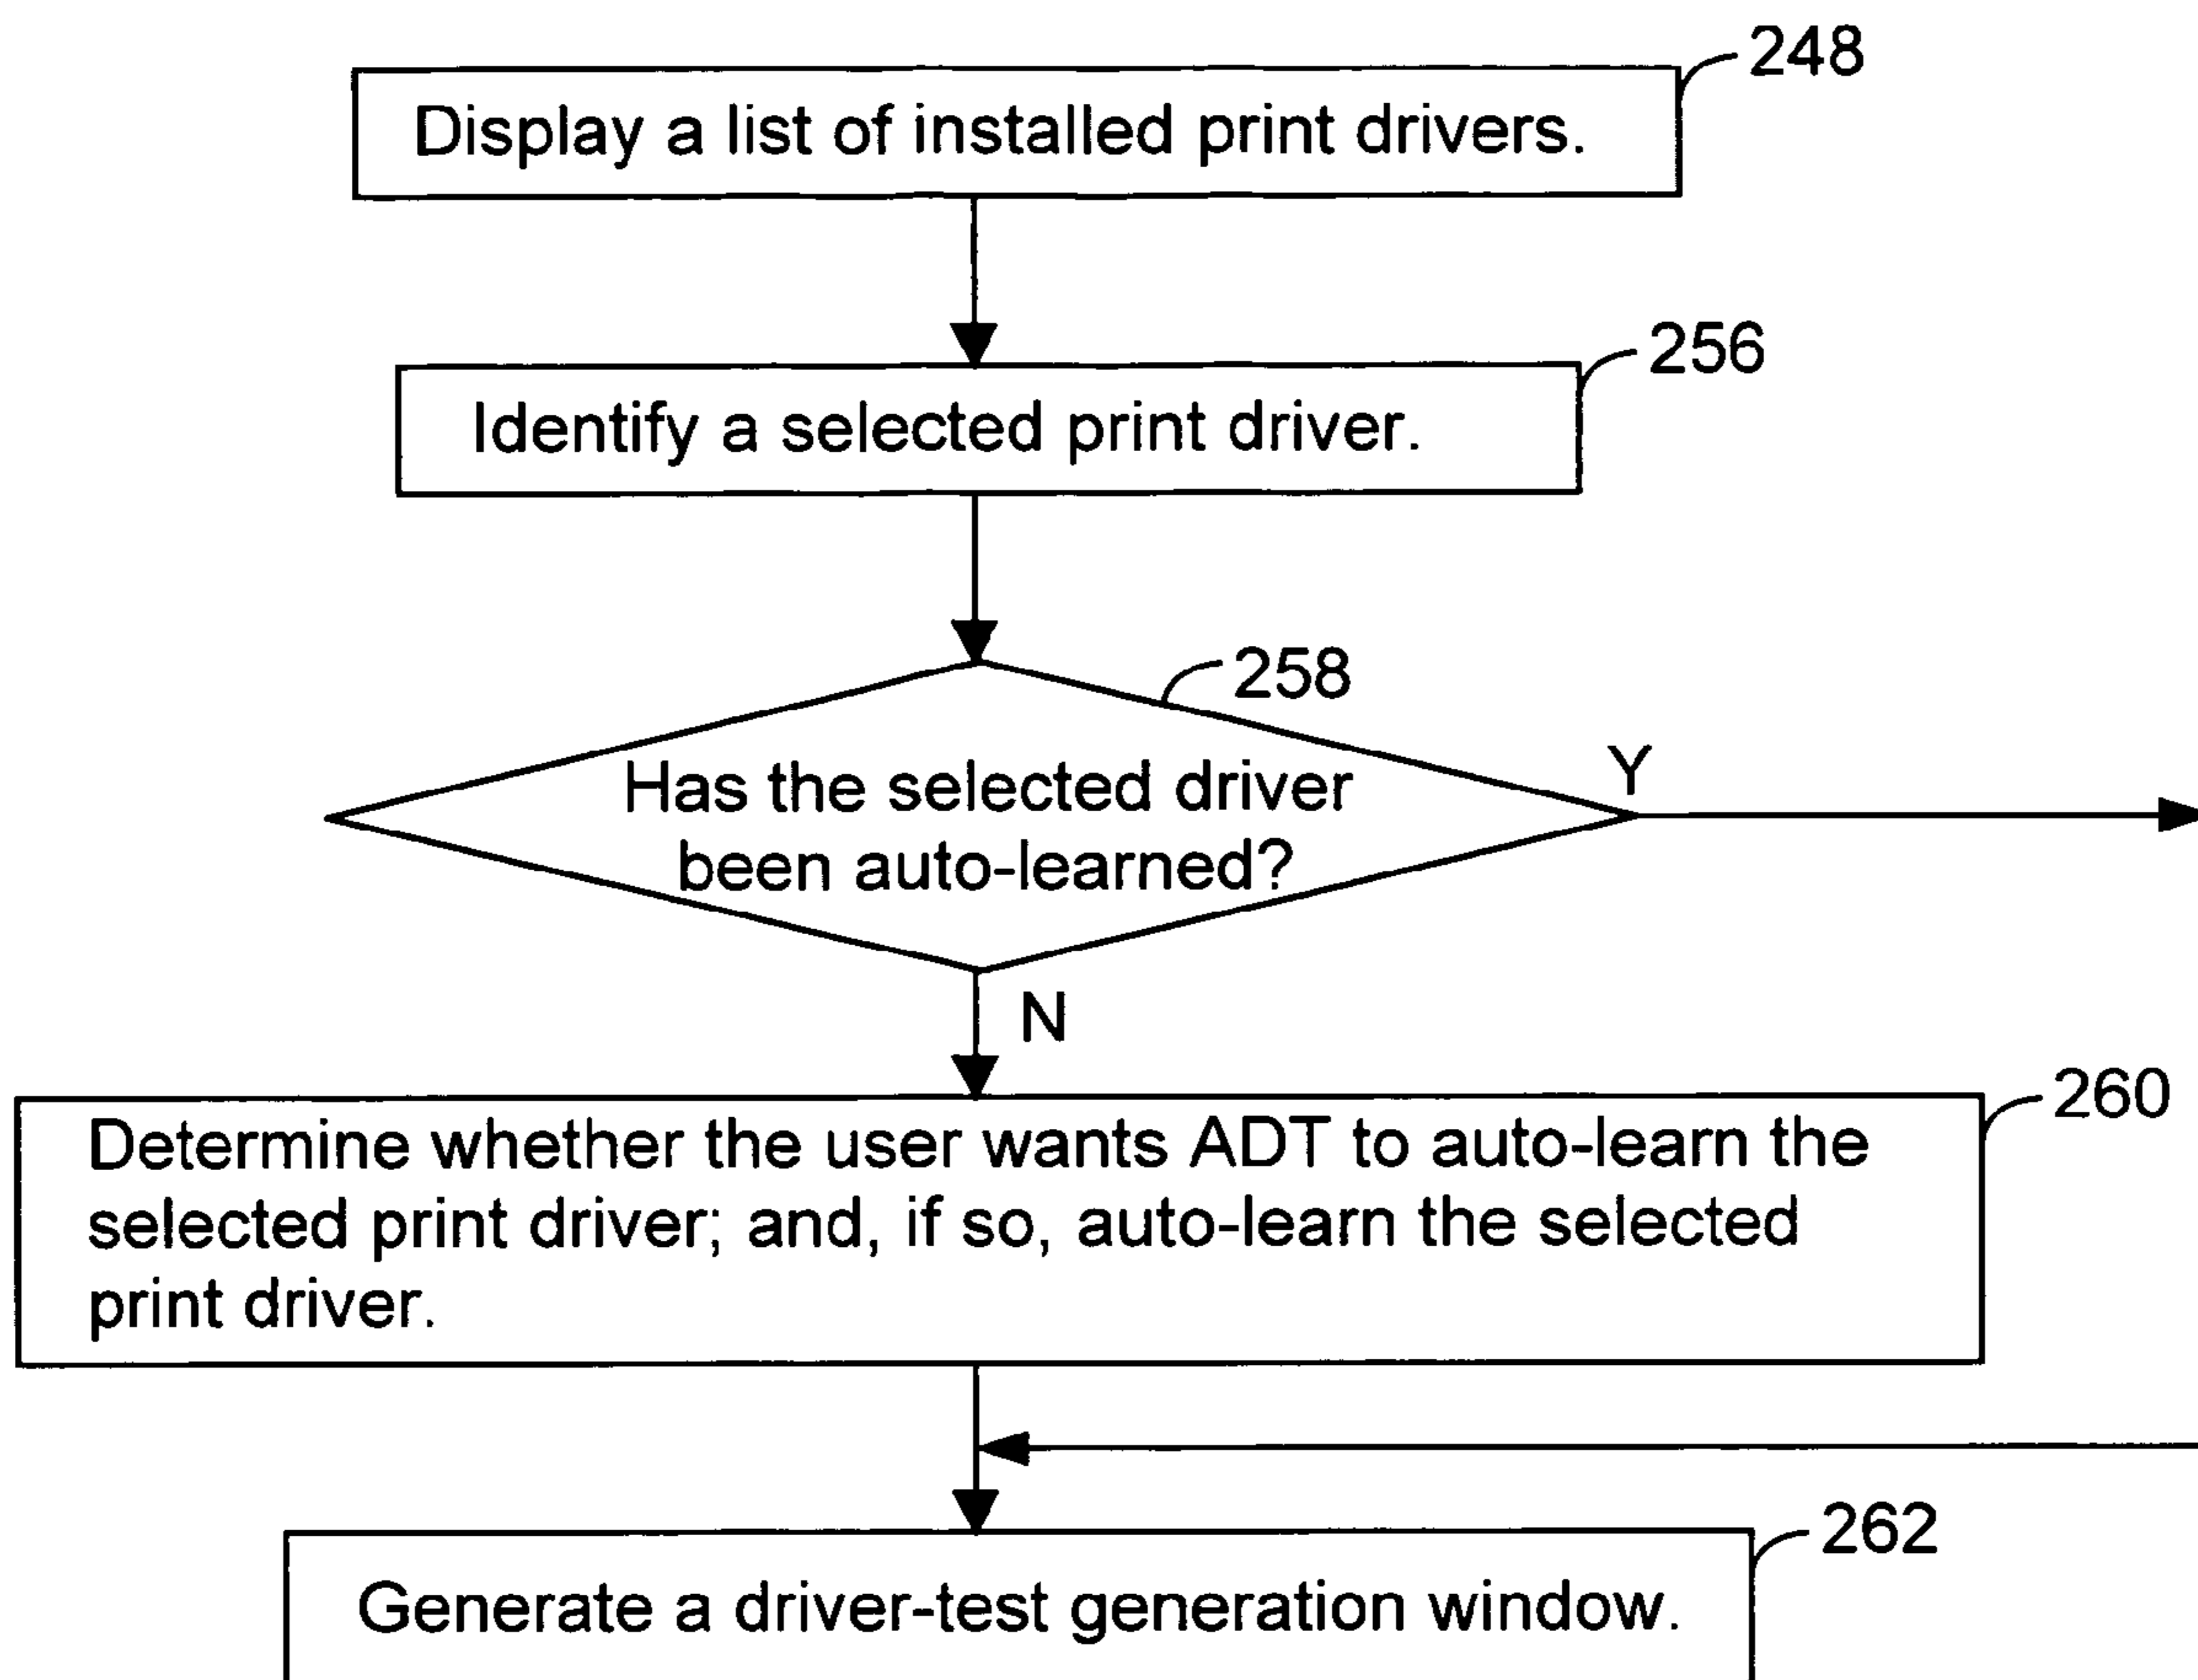 248
Display a list of installed print drivers.
256
Identify a selected print driver.
258
Has the selected driver
been auto-learned?
Y
N
260
Determine whether the user wants ADT to auto-learn the
selected print driver; and, if so, auto-learn the selected
print driver.
262
Generate a driver-test generation window.